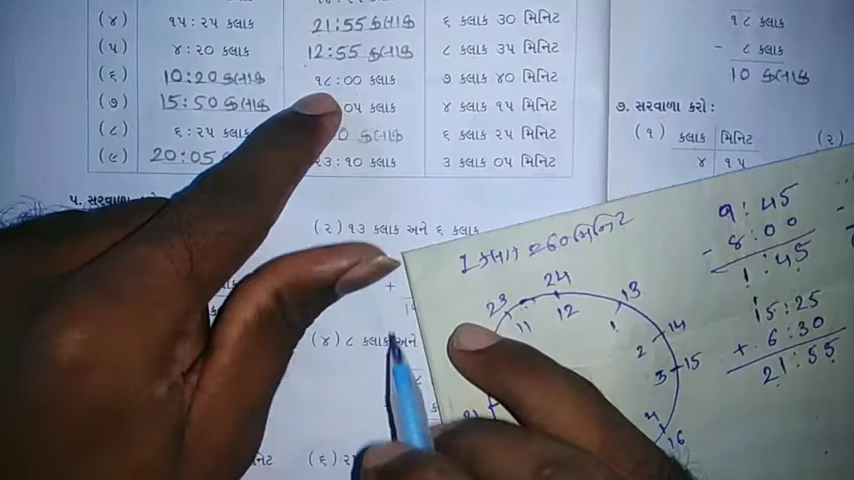 (૪) ૧૫:૨૫ કલાક 21:55 કલાક ૬ કલાક 30 મિનિટ
(૫) ૪:૨૦ કલાક 12:55 કલાક ૮ કલાક ૩૫ મિનિટ
(૬) 10:20 કલાક ૧૮:૦૦ કલાક ૭ કલાક ૪૦ મિનિટ
(૭) 15:50 કલાક ૦૫ કલાક ૪ કલાક ૧૫ મિનિટ
(૮) ૬:૨૫ કલાક કલાક ૬ કલાક ૨૫ મિનિટ
(૯) 20:05 ૨૩:૧૦ કલાક ૩ કલાક ૦૫ મિનિટ
૧૮ કલાક
- ૮ કલાક
10 કલાક
૭. સરવાળા કરો:
(૧) કલાક મિનિટ (૨)
૪ ૧૫
૫.
(૨) ૧૩ કલાક અને ૬ કલાક
+
(૪) ૮ કલાક અને
(૬)
1 કલાક = 60 મિનિટ
23 24 13
11 12 1
2 14
3 15
4 16
૧:45
- 8:00
1:45
15:25
+ 6:30
21:55